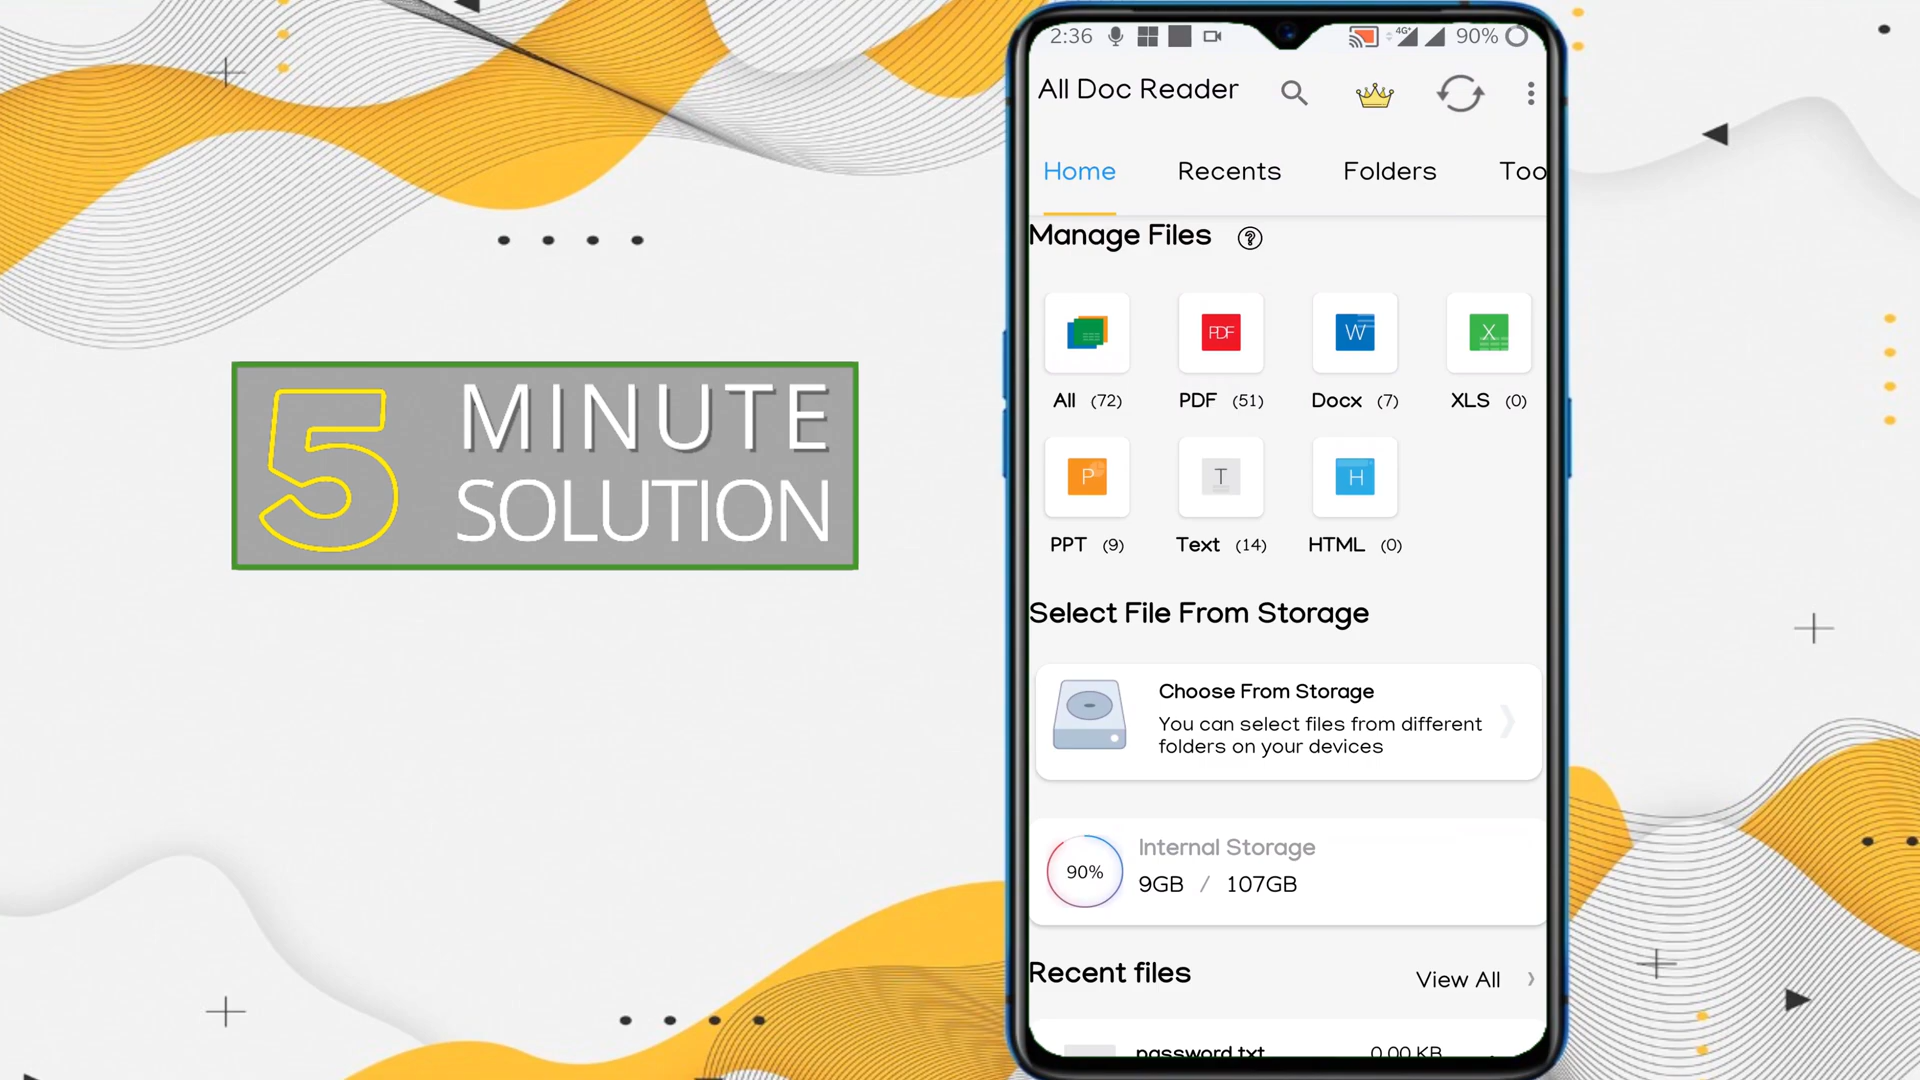 5 MINUTE
SOLUTION
2:36 4G+ 90%
All Doc Reader
Home Recents Folders Too
Manage Files ?
PDF W X
All (72) PDF (51) Docx (7) XLS (0)
P T H
PPT (9) Text (14) HTML (0)
Select File From Storage
Choose From Storage
You can select files from different
folders on your devices
Internal Storage
90%
9GB / 107GB
Recent files View All
password.txt 0.00 KB